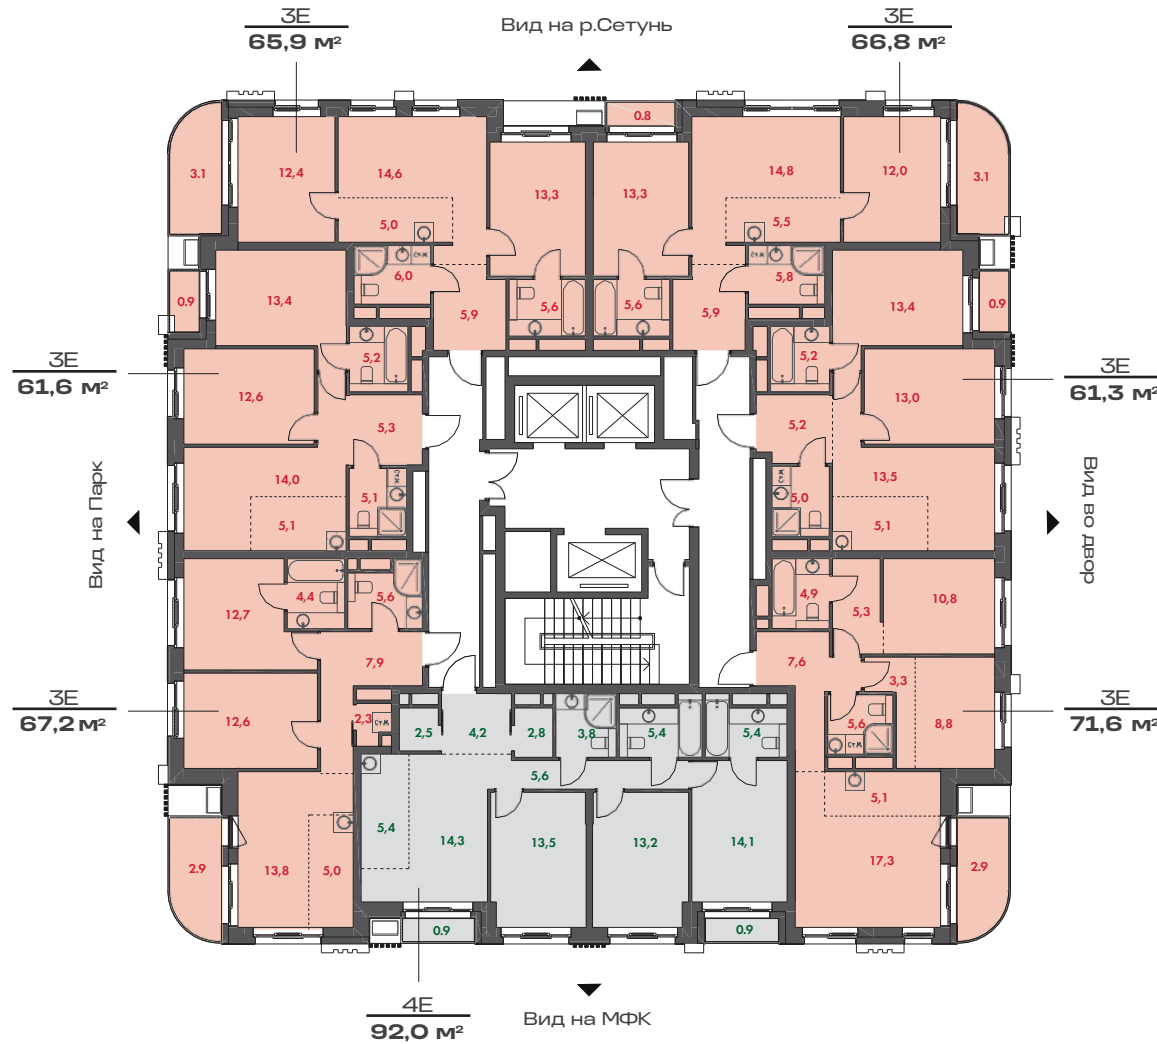 3Е
65,9 м²
Вид на р.Сетунь
3Е
66,8 м²
0.8
3.1
12,4
14,6
5,0
13,3
13,3
14,8
5,5
12,0
3.1
Ст.М.
6,0
Ст.М.
5,8
0.9
13,4
5,9
5,6
5,6
5,9
13,4
0.9
5,2
5,2
3Е
61,6 м²
12,6
5,3
5,2
13,0
3Е
61,3 м²
Вид на Парк
14,0
5,1
Ст.М.
5,1
Ст.М.
5,0
13,5
5,1
Вид во двор
12,7
4,4
5,6
4,9
5,3
10,8
7,9
7,6
3Е
67,2 м²
12,6
2,3
Ст.М.
2,5
4,2
2,8
3,8
5,4
5,4
3,3
5,6
Ст.М.
8,8
3Е
71,6 м²
5,6
5,1
2.9
13,8
5,0
5,4
14,3
13,5
13,2
14,1
17,3
2.9
0.9
0.9
4Е
92,0 м²
Вид на МФК